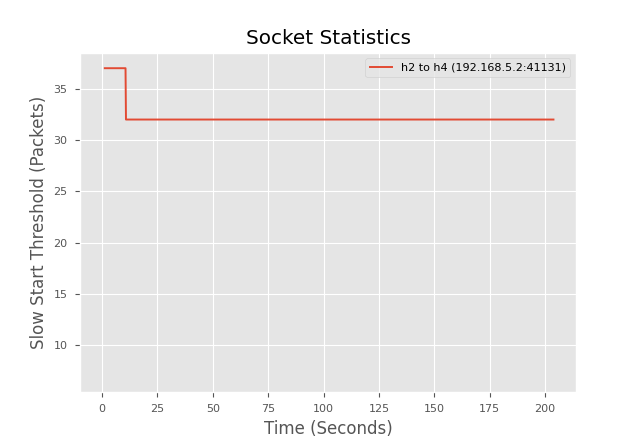 Socket Statistics
h2 to h4 (192.168.5.2:41131)
Slow Start Threshold (Packets)
35
30
25
20
15
10
0 25 50 75 100 125 150 175 200
Time (Seconds)